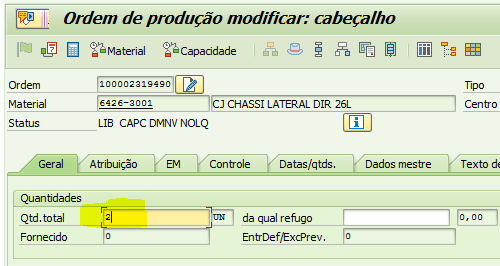 Ordem de produção modificar: cabeçalho
Material Capacidade
Ordem 100002319490 Tipo
Material 6426-3001 CJ CHASSI LATERAL DIR 26L Centro
Status LIB CAPC DMNV NOLQ
Geral Atribuição EM Controle Datas/qtds. Dados mestre Texto de
Quantidades
Qtd.total 2 UN da qual refugo 0,00
Fornecido 0 EntrDef/ExcPrev. 0